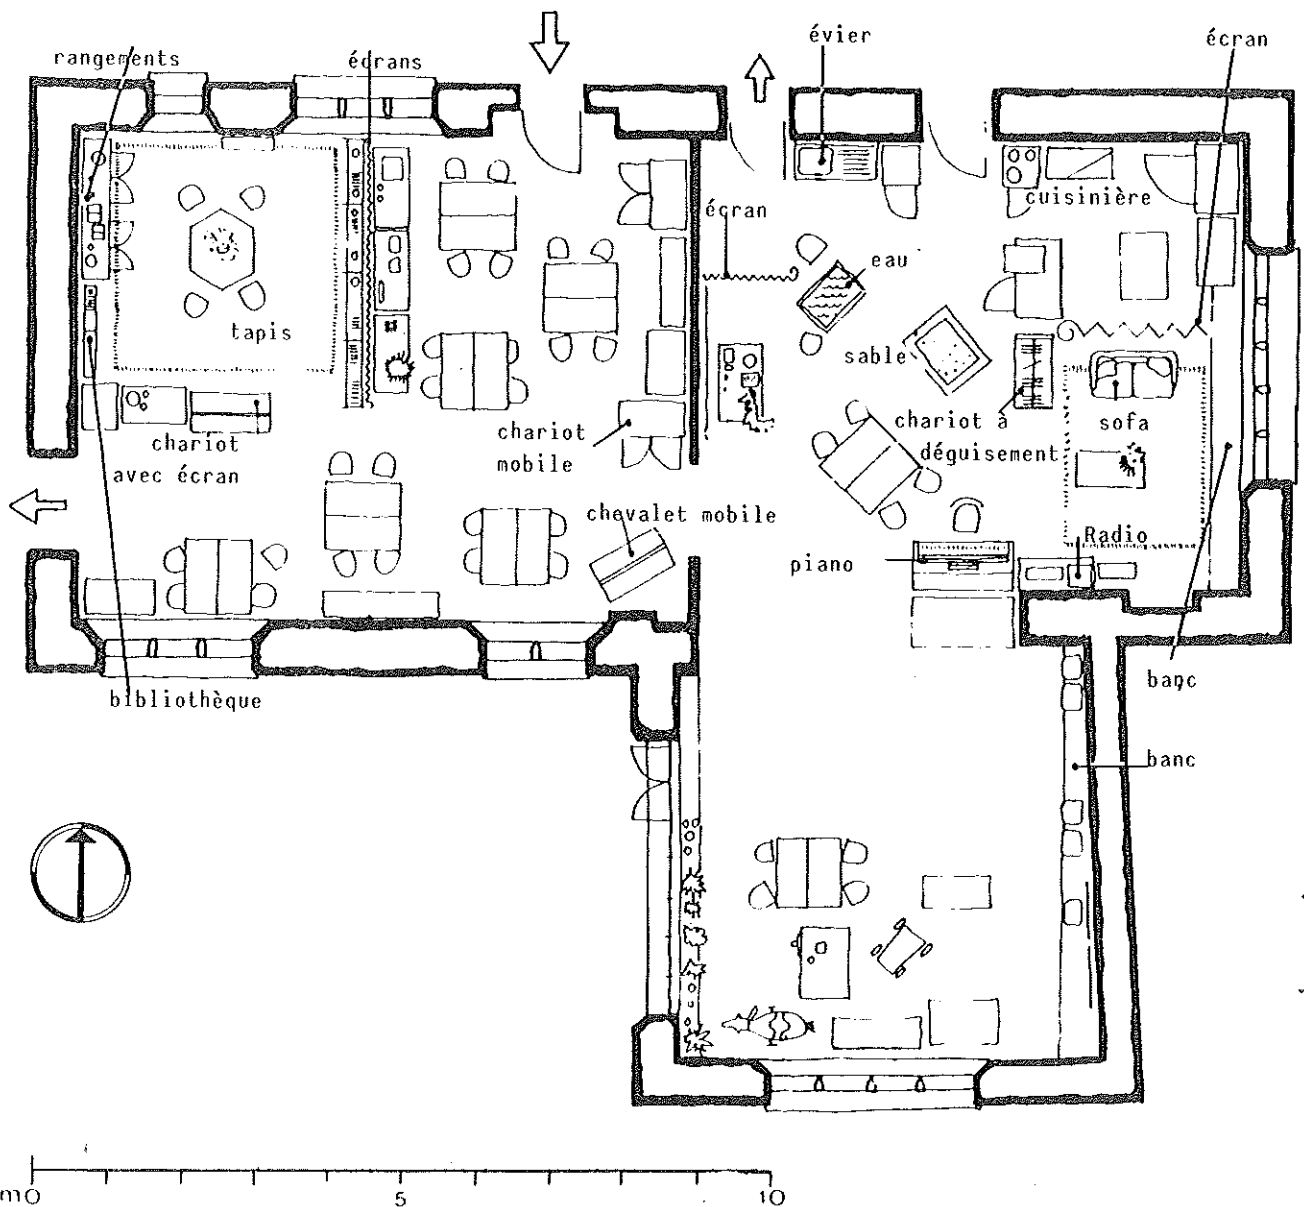 évier
écran
rangements
écrans
cuisinière
écran
eau
tapis
sable
chariot
mobile
chariot à
déguisement
sofa
chariot
avec écran
chevalet mobile
Radio
piano
banc
bibliothèque
banc
m0 5 10